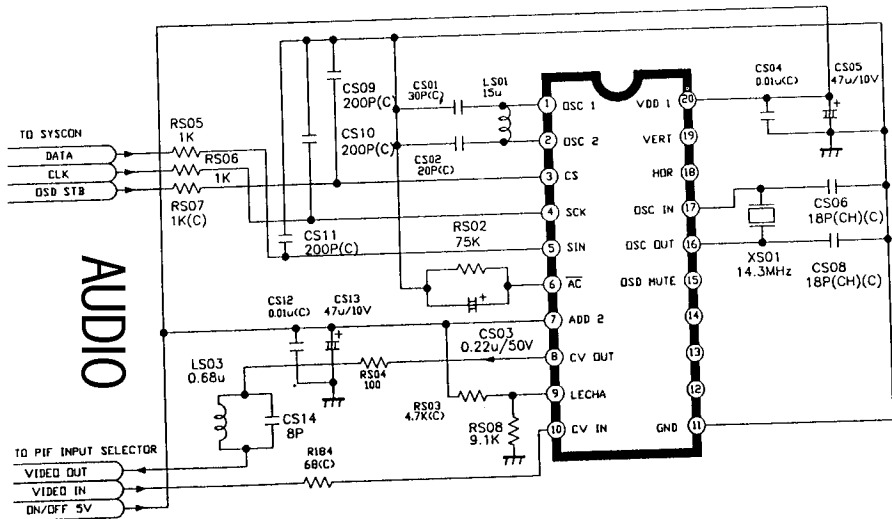 TO SYSCON
DATA
CLK
OSD STB
RS05
1K
RS06
1K
RS07
1K(C)
CS09
200P(C)
CS10
200P(C)
CS11
200P(C)
CS01
30P(C)
LS01
15u
CS02
20P(C)
RS02
75K
CS04
0.01u(C)
CS05
47u/10V
CS06
18P(CH)(C)
XS01
14.3MHz
CS08
18P(CH)(C)
1 OSC 1
2 OSC 2
3 CS
4 SCK
5 SIN
6 AC
7 ADD 2
8 CV OUT
9 LECHA
10 CV IN
VDD 1 20
VERT 19
HOR 18
OSC IN 17
OSC OUT 16
OSD MUTE 15
14
13
12
GND 11
AUDIO
CS12
0.01u(C)
CS13
47u/10V
CS03
0.22u/50V
LS03
0.68u
CS14
8P
RS04
100
RS03
4.7K(C)
RS08
9.1K
R184
68(C)
TO PIF INPUT SELECTOR
VIDEO OUT
VIDEO IN
ON/OFF 5V